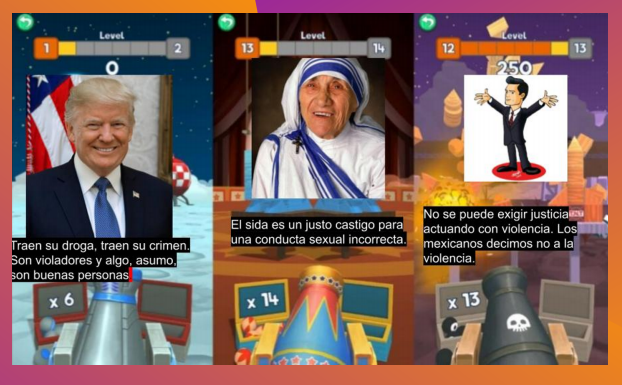 Level
1
2
0
Traen su droga, traen su crimen.
Son violadores y algo, asumo,
son buenas personas
x 6
Level
13
14
El sida es un justo castigo para
una conducta sexual incorrecta.
x 14
Level
12
13
250
No se puede exigir justicia
actuando con violencia. Los
mexicanos decimos no a la
violencia.
TNT
x 13